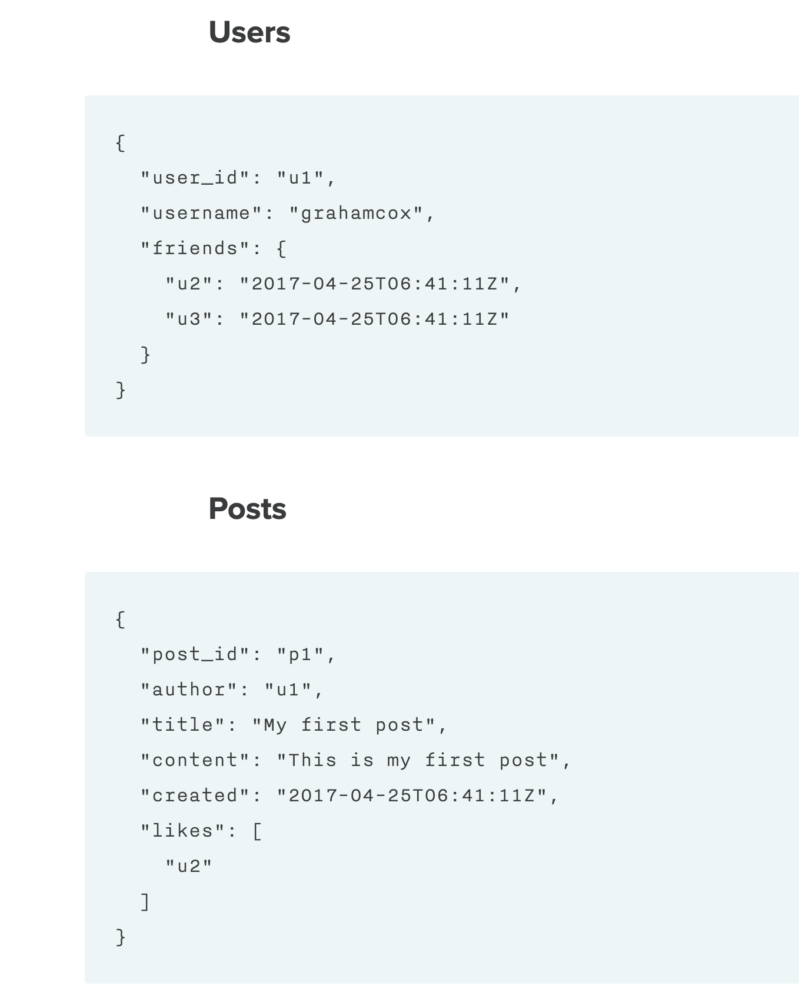 Users
{
  "user_id": "u1",
  "username": "grahamcox",
  "friends": {
    "u2": "2017-04-25T06:41:11Z",
    "u3": "2017-04-25T06:41:11Z"
  }
}
Posts
{
  "post_id": "p1",
  "author": "u1",
  "title": "My first post",
  "content": "This is my first post",
  "created": "2017-04-25T06:41:11Z",
  "likes": [
    "u2"
  ]
}